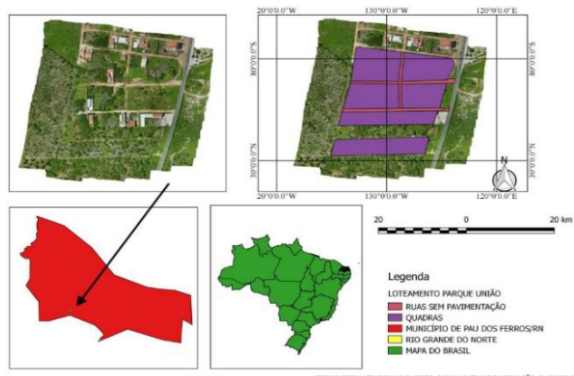 20°0'0.0"W 130°0'0.0"W 120°0'0.0"E
80°0'0.0"N 80°0'0.0"N
30°0'0.0"N 30°0'0.0"N
20°0'0.0"W 130°0'0.0"W 120°0'0.0"E
N
20 0 20 km
Legenda
LOTEAMENTO PARQUE UNIÃO
RUAS SEM PAVIMENTAÇÃO
QUADRAS
MUNICÍPIO DE PAU DOS FERROS/RN
RIO GRANDE DO NORTE
MAPA DO BRASIL